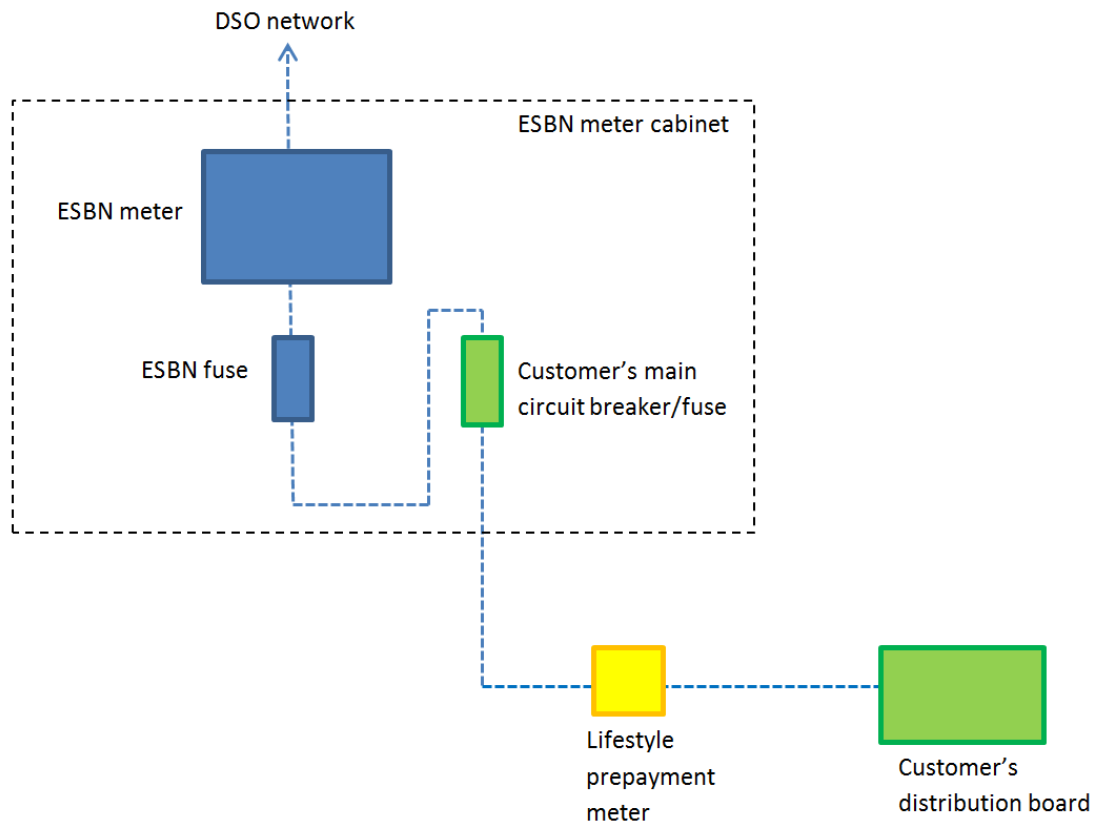 DSO network
ESBN meter cabinet
ESBN meter
ESBN fuse
Customer’s main
circuit breaker/fuse
Lifestyle
prepayment
meter
Customer’s
distribution board